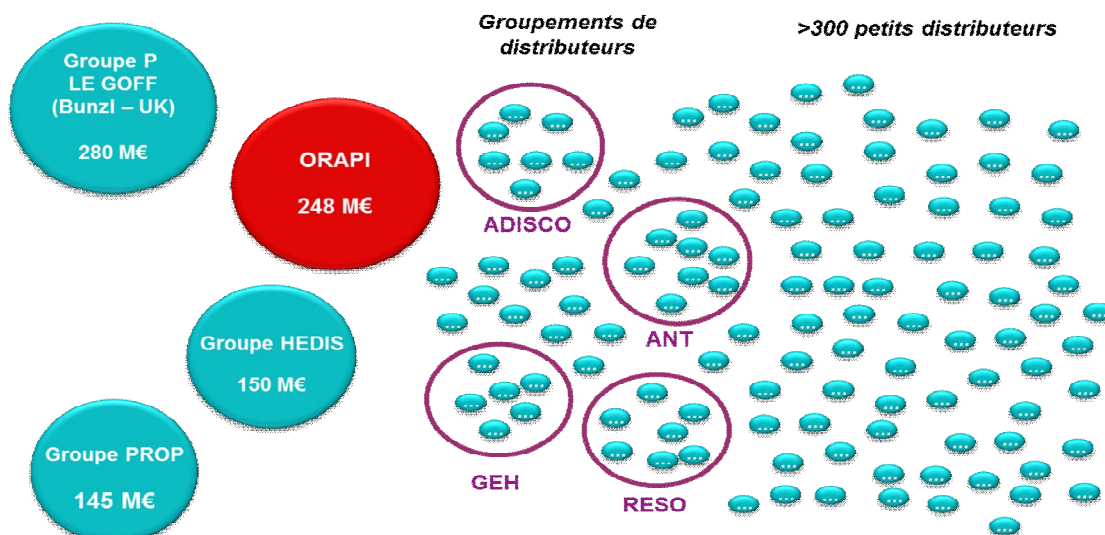 Groupements de
distributeurs
>300 petits distributeurs
Groupe P
LE GOFF
(Bunzl – UK)
280 M€
ORAPI
248 M€
ADISCO
ANT
Groupe HEDIS
150 M€
GEH
RESO
Groupe PROP
145 M€